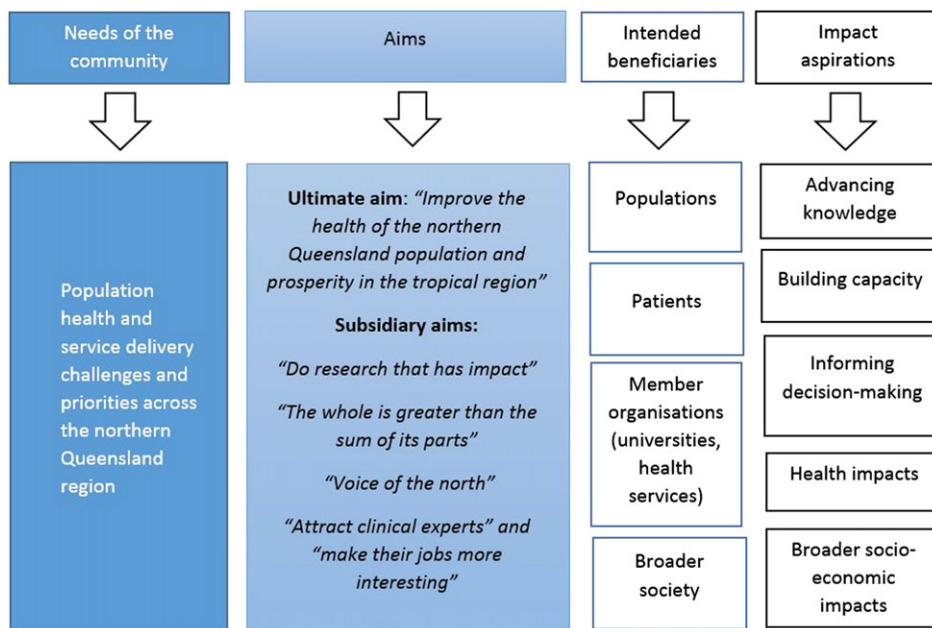 Needs of the
community
Aims
Intended
beneficiaries
Impact
aspirations
Population
health and
service delivery
challenges and
priorities across
the northern
Queensland
region
Ultimate aim: “Improve the
health of the northern
Queensland population and
prosperity in the tropical region”
Subsidiary aims:
“Do research that has impact”
“The whole is greater than the
sum of its parts”
“Voice of the north”
“Attract clinical experts” and
“make their jobs more
interesting”
Populations
Patients
Member
organisations
(universities,
health
services)
Broader
society
Advancing
knowledge
Building capacity
Informing
decision-making
Health impacts
Broader socio-
economic
impacts